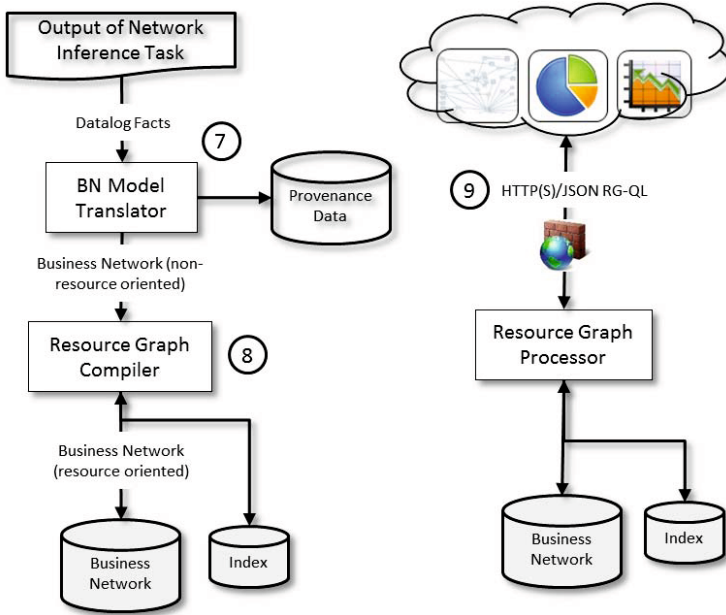 Output of Network
Inference Task
Datalog Facts
7
BN Model
Translator
Provenance
Data
Business Network (non-
resource oriented)
Resource Graph
Compiler
8
Business Network
(resource oriented)
Business
Network
Index
9
HTTP(S)/JSON RG-QL
Resource Graph
Processor
Business
Network
Index